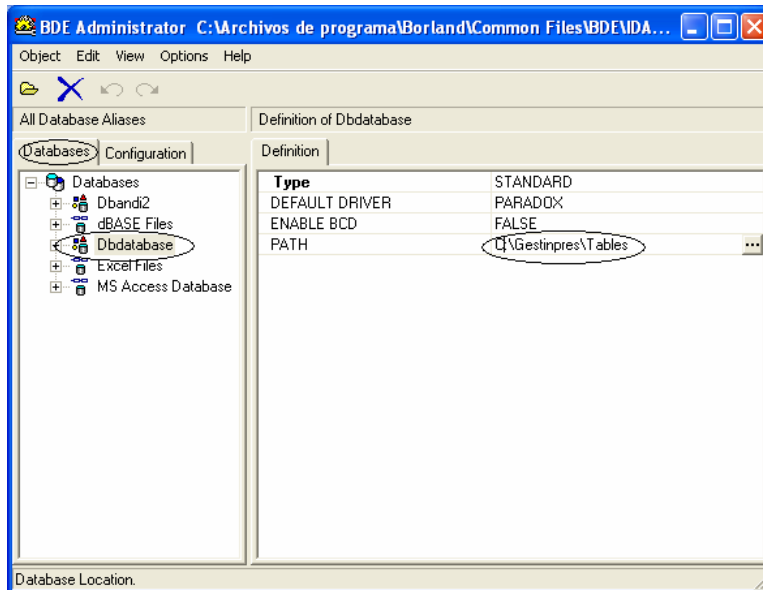 BDE Administrator C:\Archivos de programa\Borland\Common Files\BDE\IDA...
Object Edit View Options Help
All Database Aliases
Definition of Dbdatabase
Databases Configuration
Definition
Databases
Dbandi2
dBASE Files
Dbdatabase
Excel Files
MS Access Database
Type STANDARD
DEFAULT DRIVER PARADOX
ENABLE BCD FALSE
PATH C:\Gestinpres\Tables
Database Location.